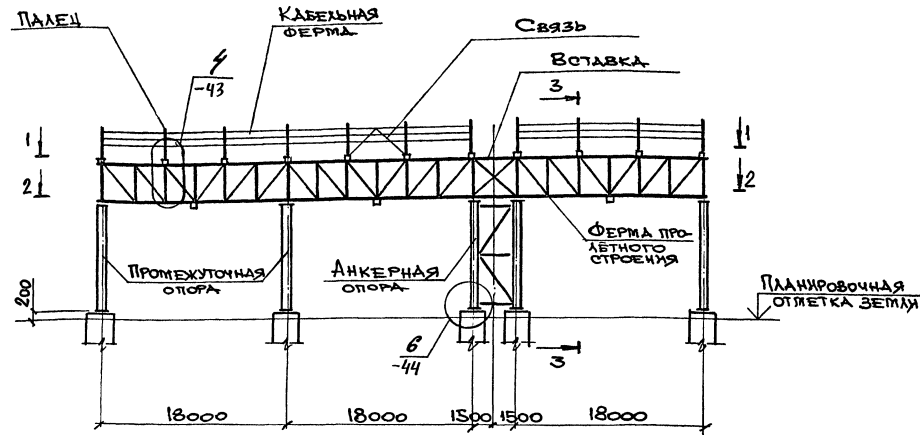 Палец
Кабельная
ферма
4
-43
Связь
Вставка
3
1
1
2
2
Ферма про-
лётного
строения
Промежуточная
опора
Анкерная
опора
Планировочная
отметка земли
200
6
-44
3
18000
18000
1500
1500
18000